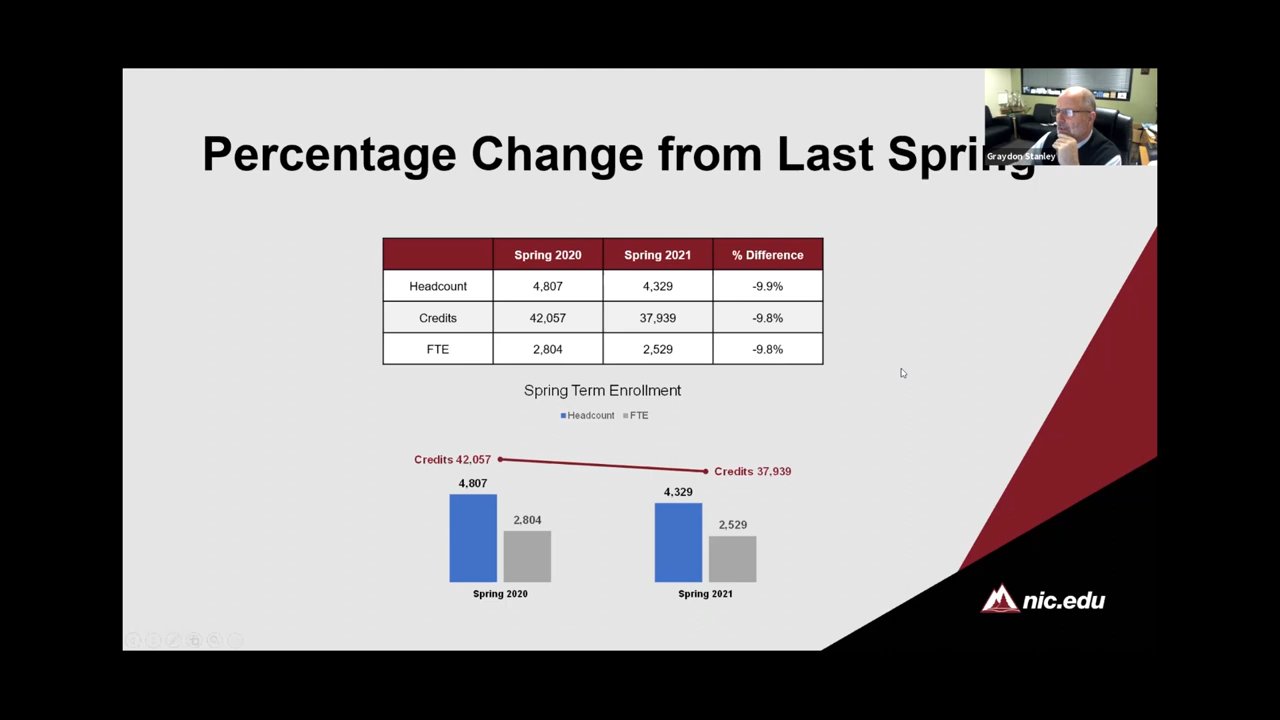 Percentage Change from Last Spring
Graydon Stanley
Spring 2020 Spring 2021 % Difference
Headcount 4,807 4,329 -9.9%
Credits 42,057 37,939 -9.8%
FTE 2,804 2,529 -9.8%
Spring Term Enrollment
Headcount FTE
Credits 42,057
Credits 37,939
4,807
4,329
2,804
2,529
Spring 2020
Spring 2021
nic.edu